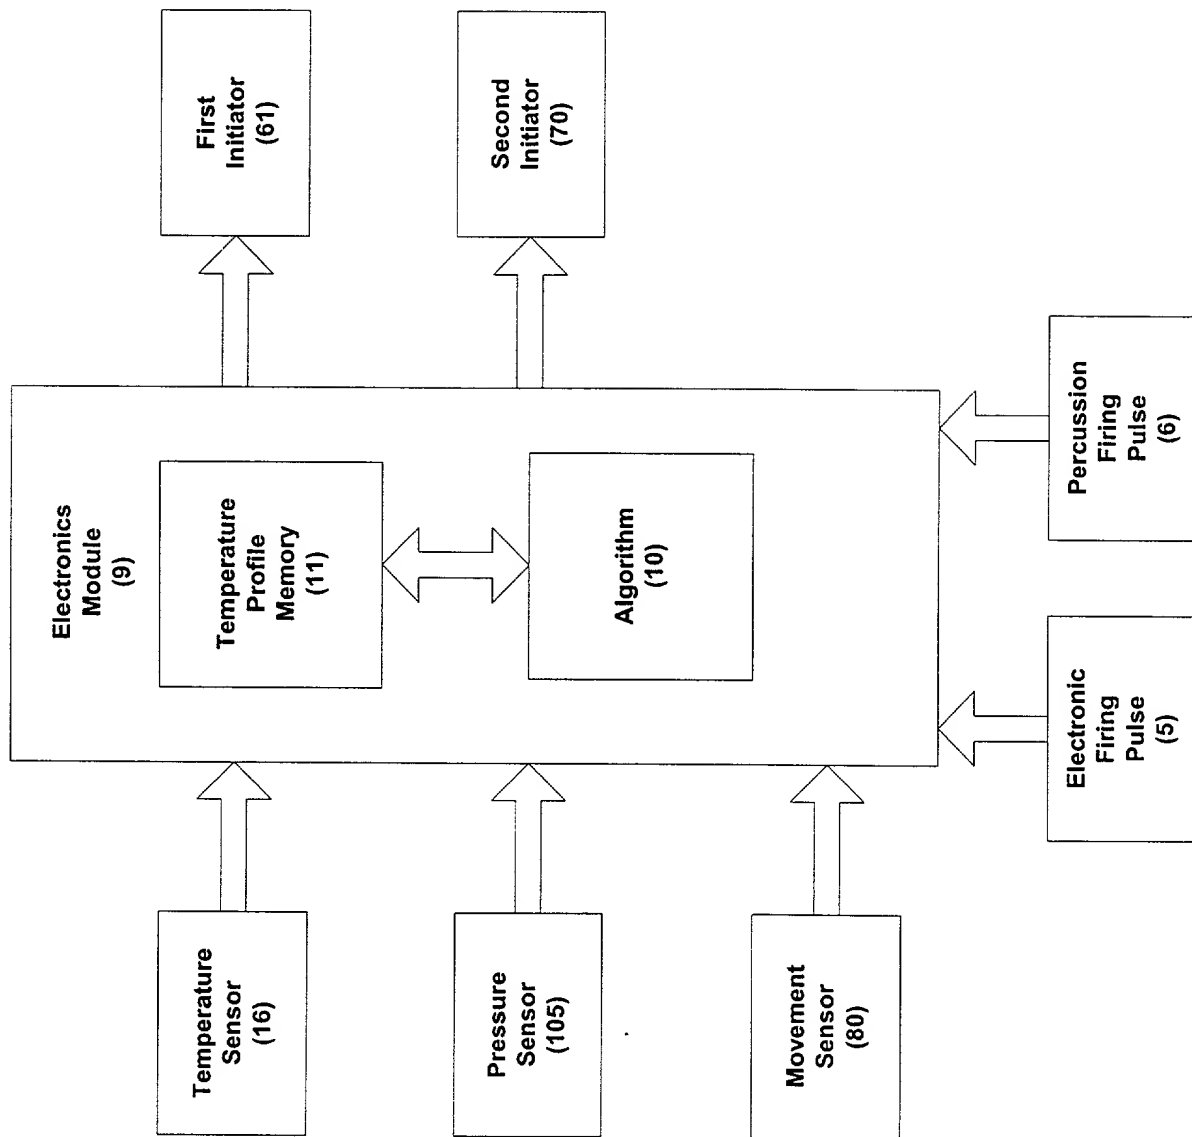 Temperature
Sensor
(16)
Pressure
Sensor
(105)
Movement
Sensor
(80)
Electronics
Module
(9)
Temperature
Profile
Memory
(11)
Algorithm
(10)
First
Initiator
(61)
Second
Initiator
(70)
Electronic
Firing
Pulse
(5)
Percussion
Firing
Pulse
(6)